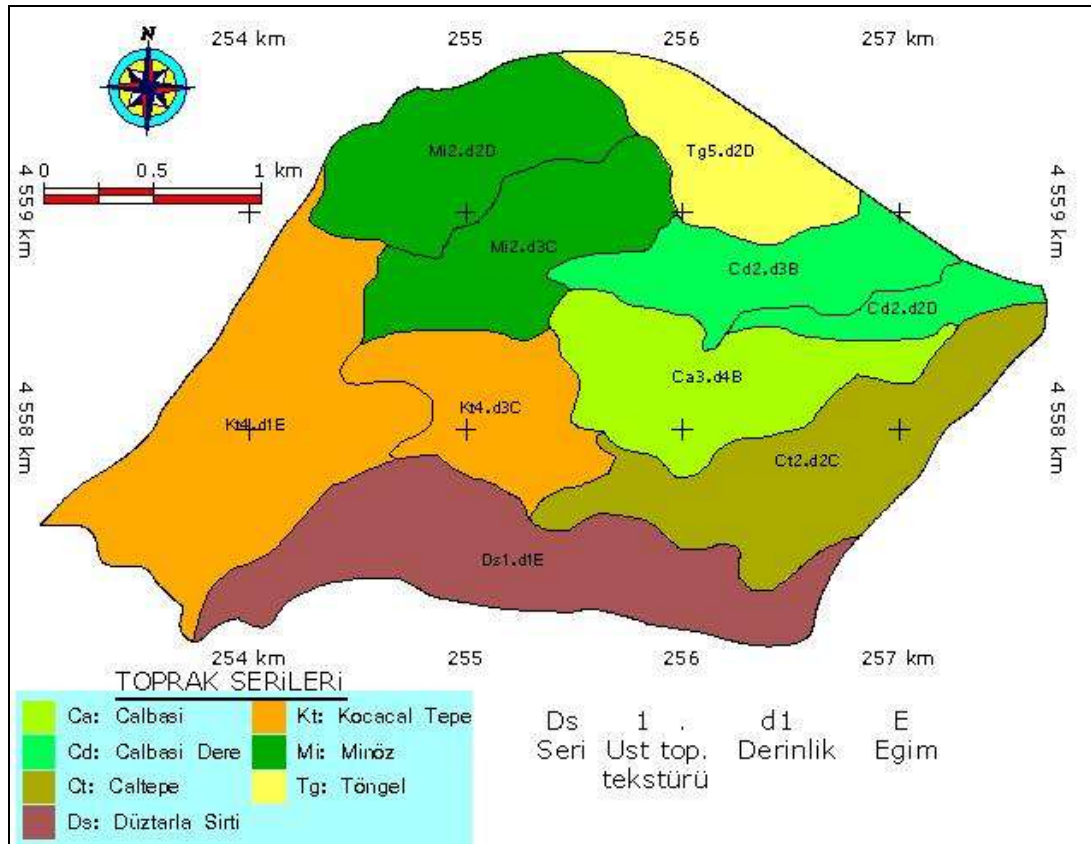 N
254 km 255 256 257 km
0 0.5 1 km
4 559 km
4 559 km
4 558 km
4 558 km
Mi2.d2D
Tg5.d2D
Mi2.d3C
Cd2.d3B
Cd2.d2D
Ca3.d4B
Kt4.d1E
Kt4.d3C
Ct2.d2C
Ds1.d1E
254 km 255 256 257 km
TOPRAK SERiLERi
Ca: Calbasi
Cd: Calbasi Dere
Ct: Caltepe
Ds: Düztarla Sirti
Kt: Kocacal Tepe
Mi: Minöz
Tg: Töngel
Ds 1 . d1 E
Seri Ust top. Derinlik Egim
tekstürü